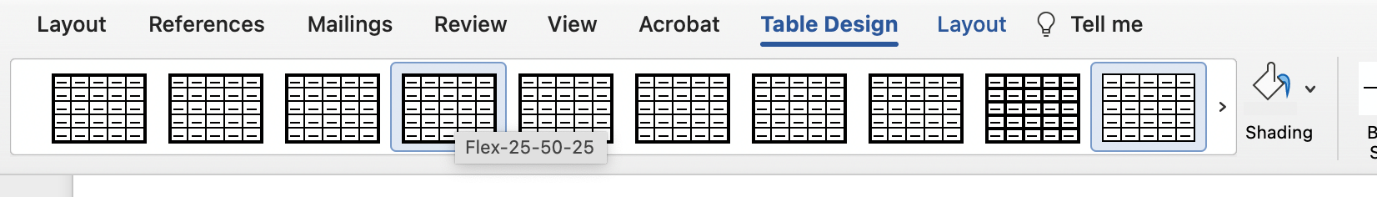 Layout References Mailings Review View Acrobat Table Design Layout Tell me
Flex-25-50-25
Shading